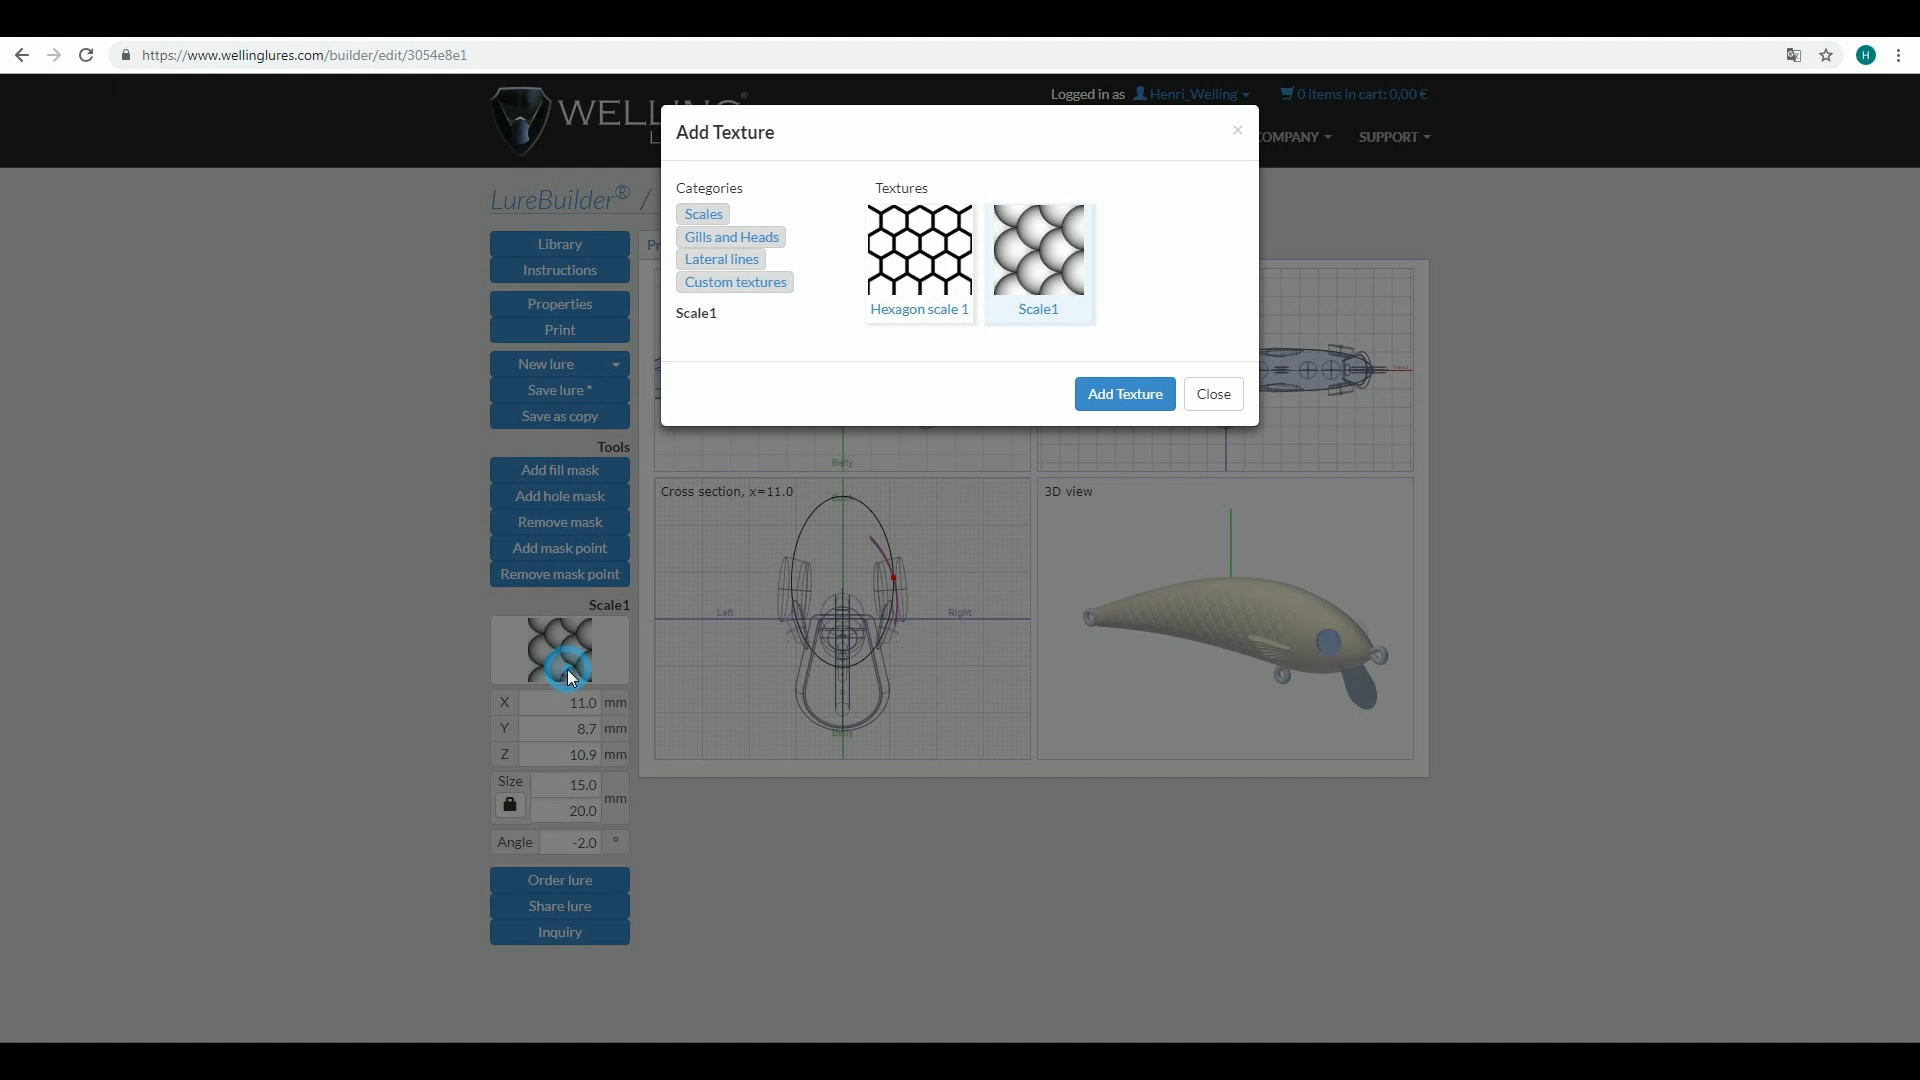 https://www.wellinglures.com/builder/edit/3054e8e1
H
WELLING
Logged in as Henri_Welling
0 items in cart: 0,00 €
SUPPORT
Add Texture
×
Categories
Scales
Gills and Heads
Lateral lines
Custom textures
Scale1
Textures
Hexagon scale 1
Scale1
Add Texture
Close
LureBuilder® /
Library
Instructions
Properties
Print
New lure
Save lure *
Save as copy
Tools
Add fill mask
Add hole mask
Remove mask
Add mask point
Remove mask point
Scale1
X 11.0 mm
Y 8.7 mm
Z 10.9 mm
Size 15.0
20.0 mm
Angle -2.0 °
Order lure
Share lure
Inquiry
Belly
Cross section, x=11.0
Back
Left
Right
Belly
3D view
Head